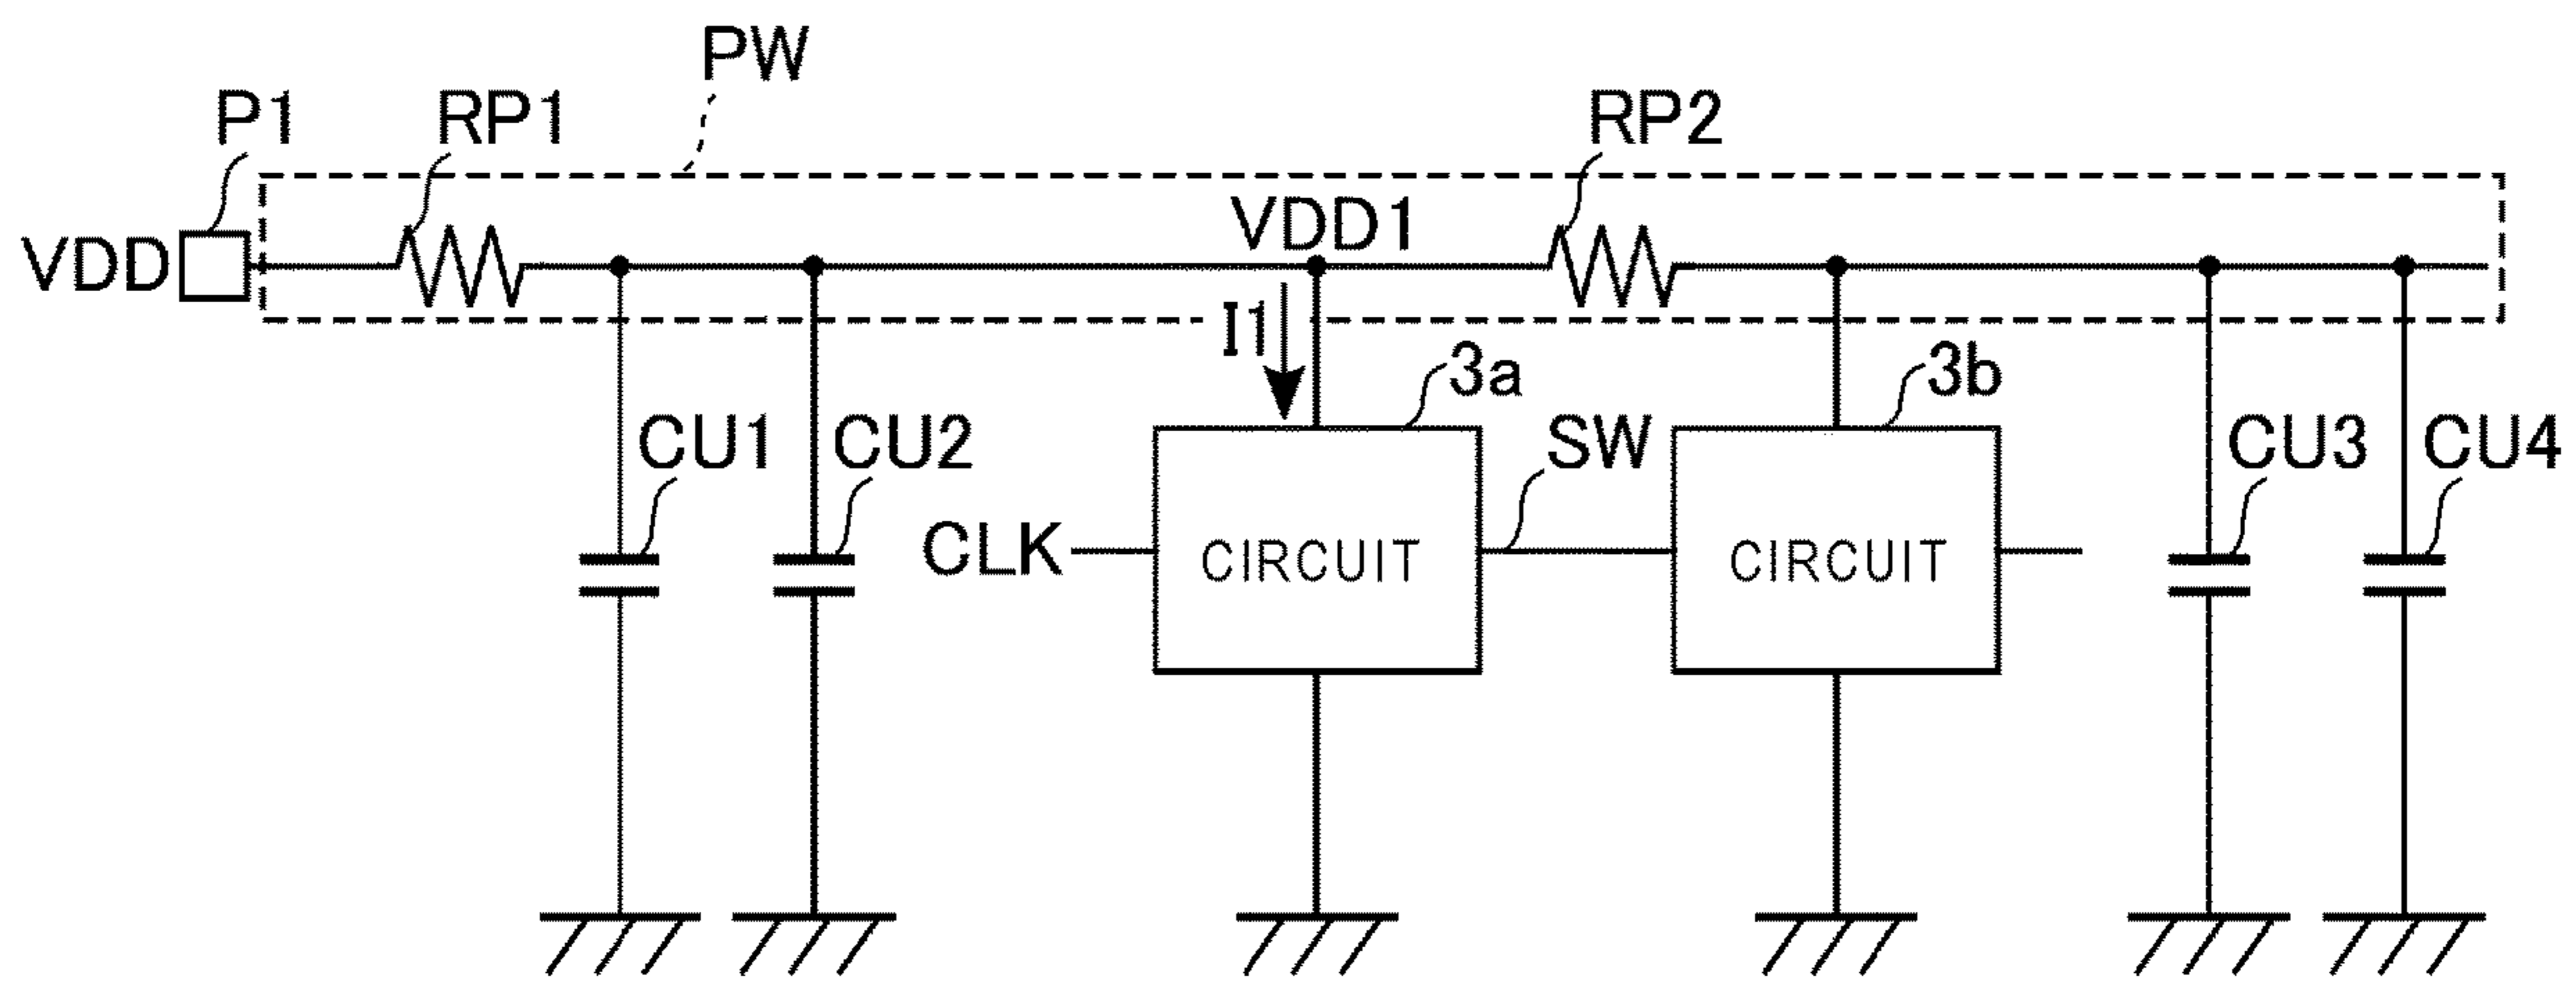 PW
P1 RP1 RP2
VDD VDD1
I1
3a 3b
CU1 CU2 SW CU3 CU4
CLK CIRCUIT CIRCUIT